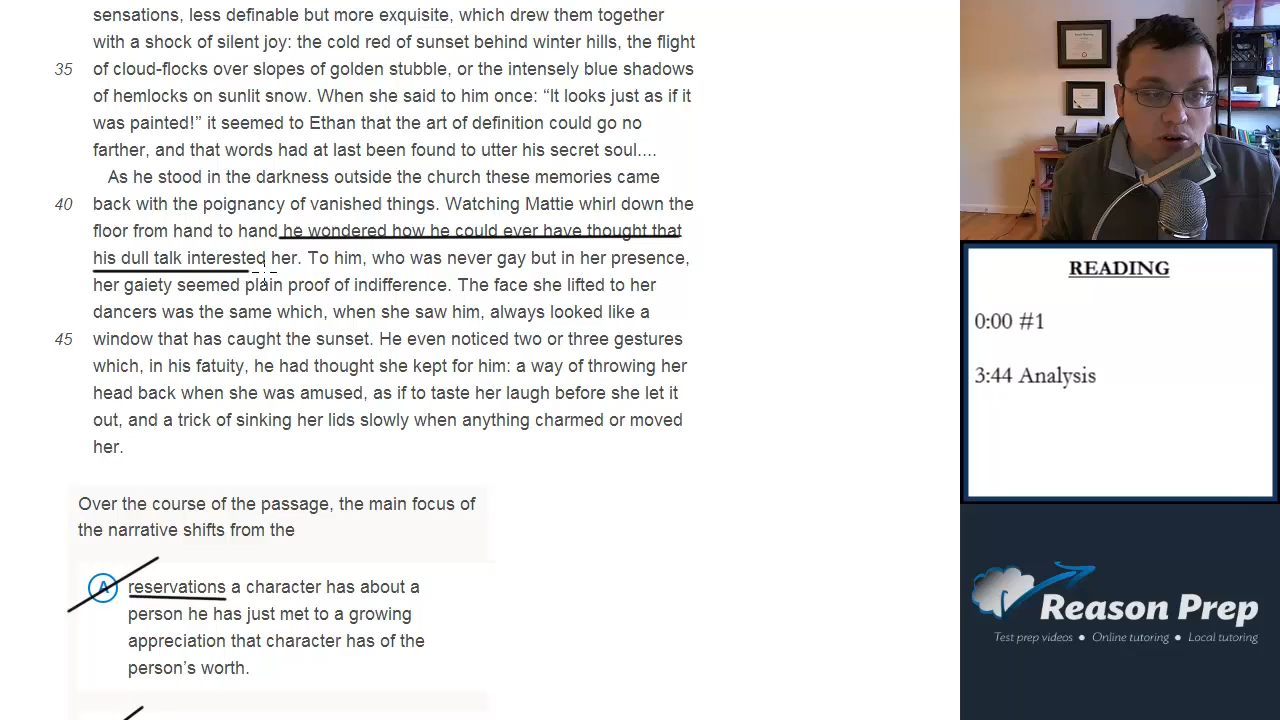 sensations, less definable but more exquisite, which drew them together
with a shock of silent joy: the cold red of sunset behind winter hills, the flight
35 of cloud-flocks over slopes of golden stubble, or the intensely blue shadows
of hemlocks on sunlit snow. When she said to him once: “It looks just as if it
was painted!” it seemed to Ethan that the art of definition could go no
farther, and that words had at last been found to utter his secret soul....
As he stood in the darkness outside the church these memories came
40 back with the poignancy of vanished things. Watching Mattie whirl down the
floor from hand to hand he wondered how he could ever have thought that
his dull talk interested her. To him, who was never gay but in her presence,
her gaiety seemed plain proof of indifference. The face she lifted to her
dancers was the same which, when she saw him, always looked like a
45 window that has caught the sunset. He even noticed two or three gestures
which, in his fatuity, he had thought she kept for him: a way of throwing her
head back when she was amused, as if to taste her laugh before she let it
out, and a trick of sinking her lids slowly when anything charmed or moved
her.
Over the course of the passage, the main focus of
the narrative shifts from the
A reservations a character has about a
person he has just met to a growing
appreciation that character has of the
person’s worth.
READING
0:00 #1
3:44 Analysis
Reason Prep
Test prep videos ● Online tutoring ● Local tutoring